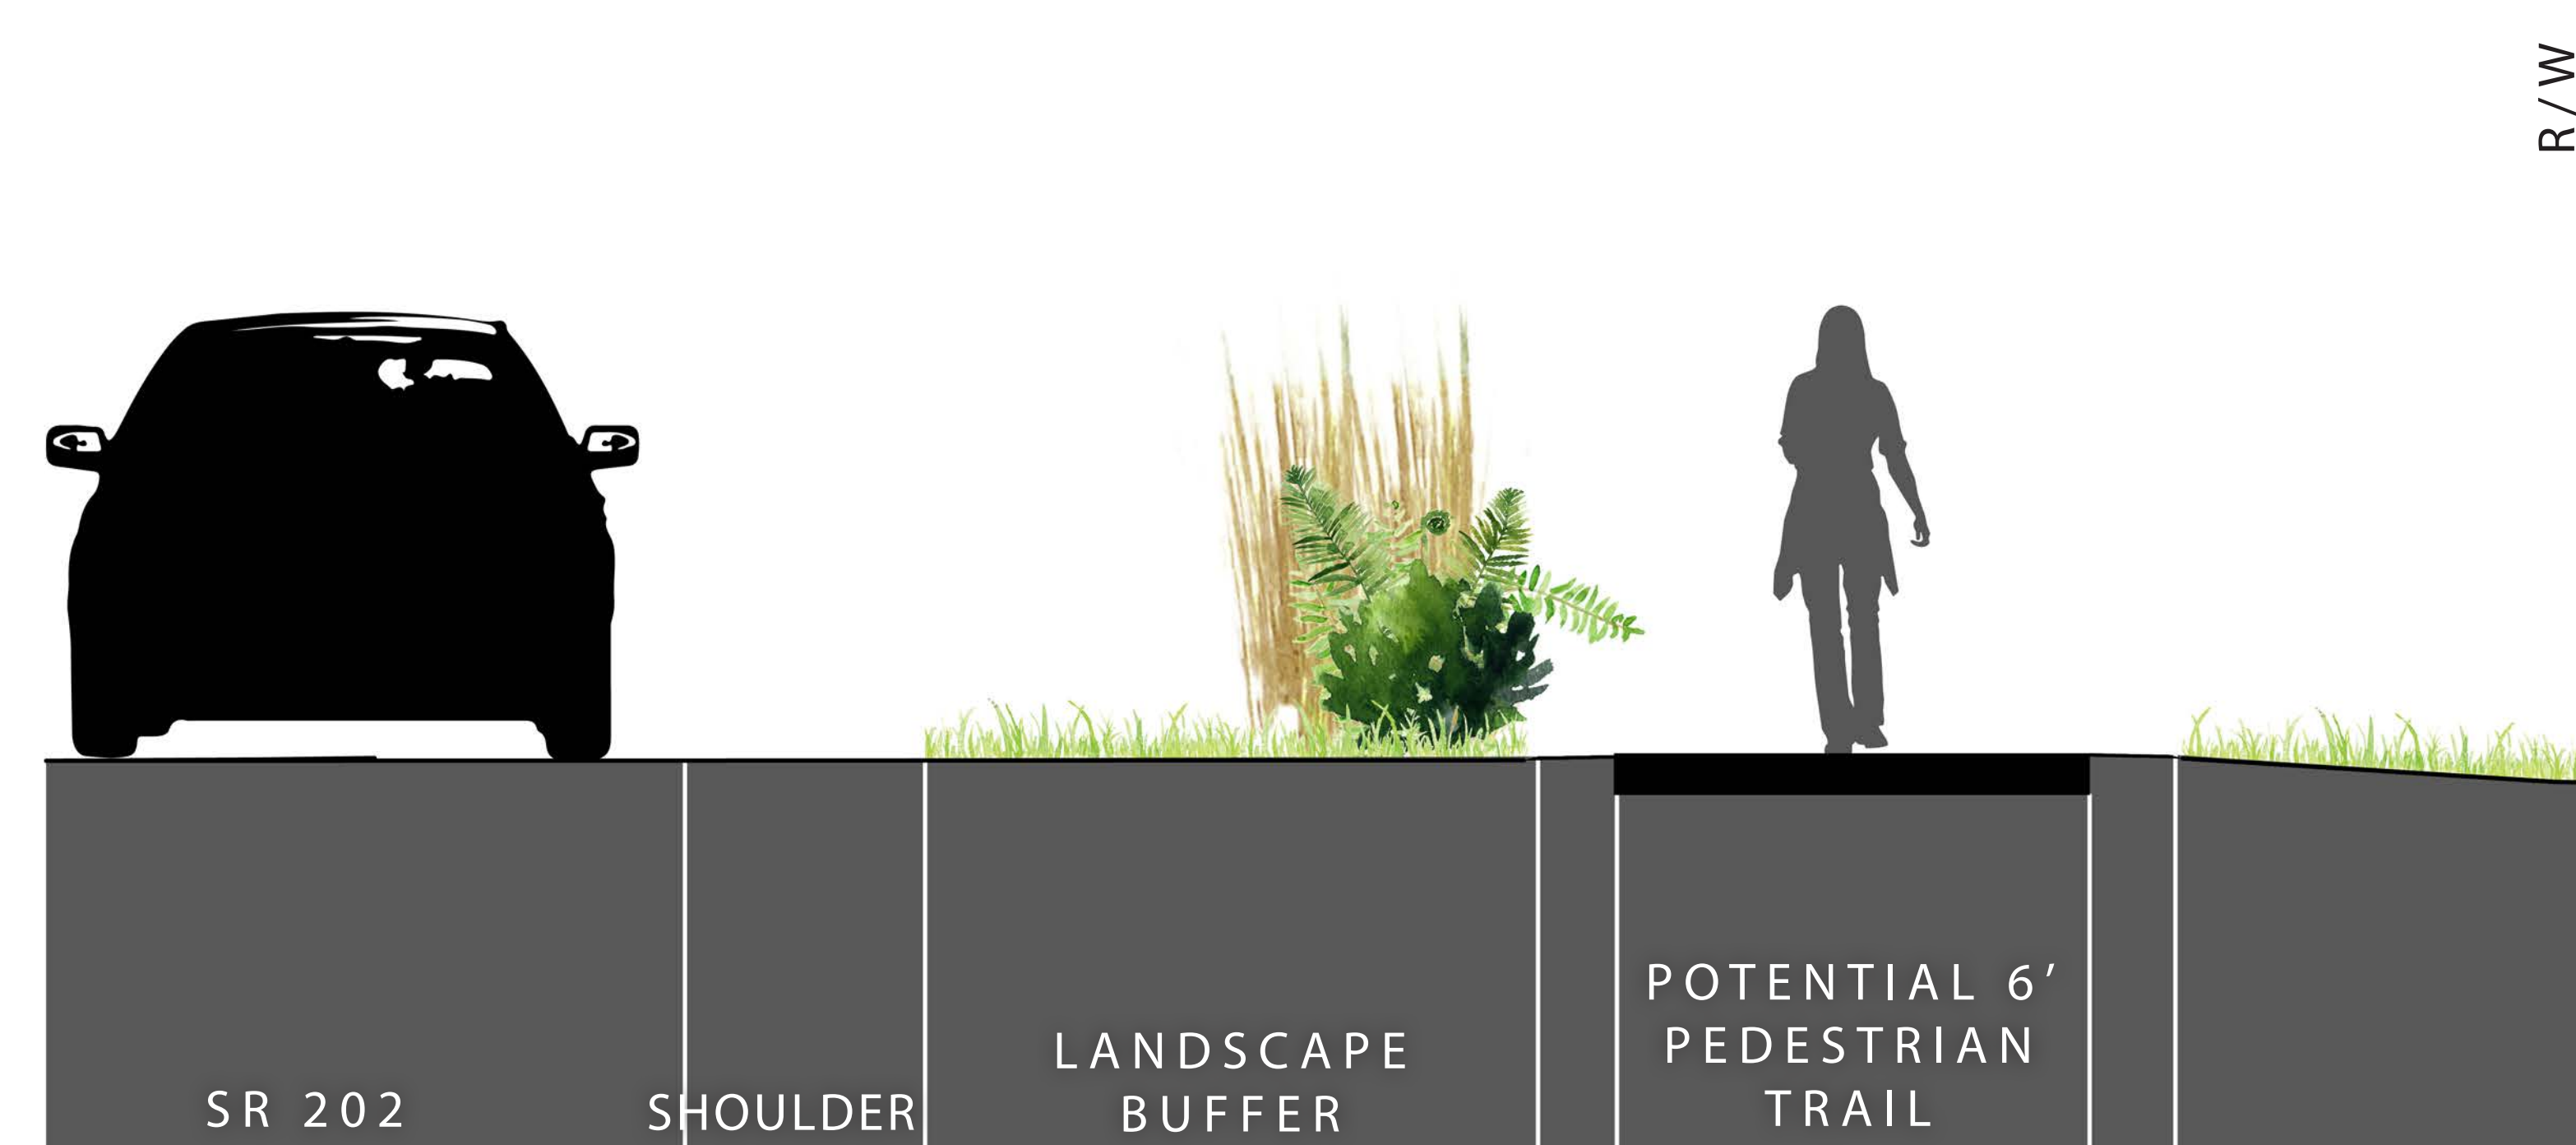 R/W
SR 202
SHOULDER
LANDSCAPE
BUFFER
POTENTIAL 6’
PEDESTRIAN
TRAIL